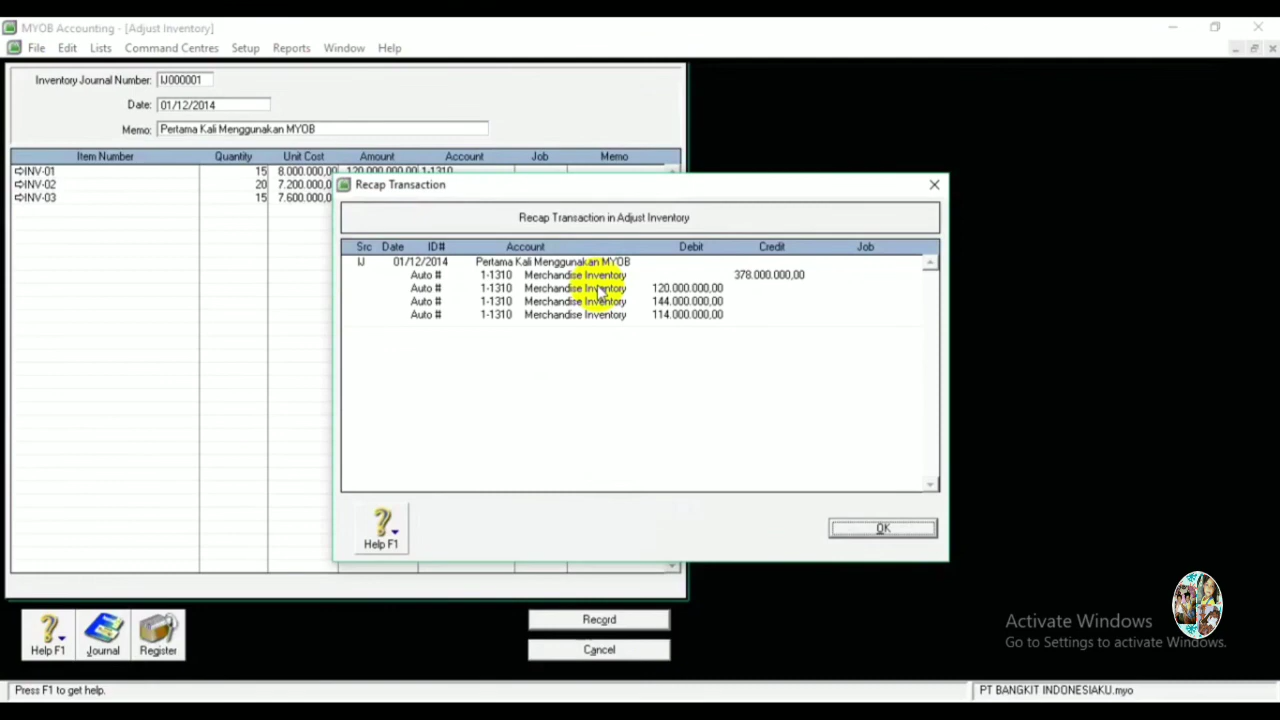 MYOB Accounting - [Adjust Inventory]
File Edit Lists Command Centres Setup Reports Window Help
Inventory Journal Number: IJ000001
Date: 01/12/2014
Memo: Pertama Kali Menggunakan MYOB
Item Number Quantity Unit Cost Amount Account Job Memo
INV-01 15 8.000.000,00 120.000.000,00 1-1310
INV-02 20 7.200.000,0
INV-03 15 7.600.000,0
Recap Transaction
Recap Transaction in Adjust Inventory
Src Date ID# Account Debit Credit Job
IJ 01/12/2014 Pertama Kali Menggunakan MYOB
Auto # 1-1310 Merchandise Inventory 378.000.000,00
Auto # 1-1310 Merchandise Inventory 120.000.000,00
Auto # 1-1310 Merchandise Inventory 144.000.000,00
Auto # 1-1310 Merchandise Inventory 114.000.000,00
? Help F1
OK
? Help F1
Journal
Register
Record
Cancel
Activate Windows
Go to Settings to activate Windows.
Press F1 to get help.
PT BANGKIT INDONESIAKU.myo